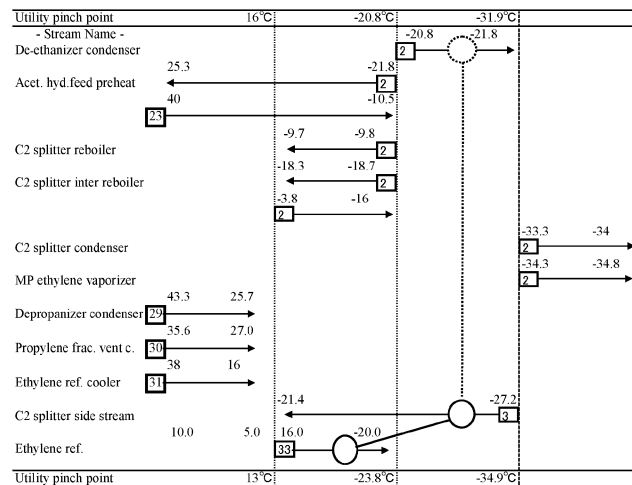 Utility pinch point 16℃ -20.8℃ -31.9℃
- Stream Name -
-20.8 -21.8
De-ethanizer condenser 2
25.3 -21.8
Acet. hyd.feed preheat 2
40 -10.5
23
-9.7 -9.8
C2 splitter reboiler 2
-18.3 -18.7
C2 splitter inter reboiler 2
-3.8 -16
2
-33.3 -34
C2 splitter condenser 2
-34.3 -34.8
MP ethylene vaporizer 2
43.3 25.7
Depropanizer condenser 29
35.6 27.0
Propylene frac. vent c. 30
38 16
Ethylene ref. cooler 31
-21.4 -27.2
C2 splitter side stream 3
10.0 5.0 16.0 -20.0
Ethylene ref. 33
Utility pinch point 13℃ -23.8℃ -34.9℃